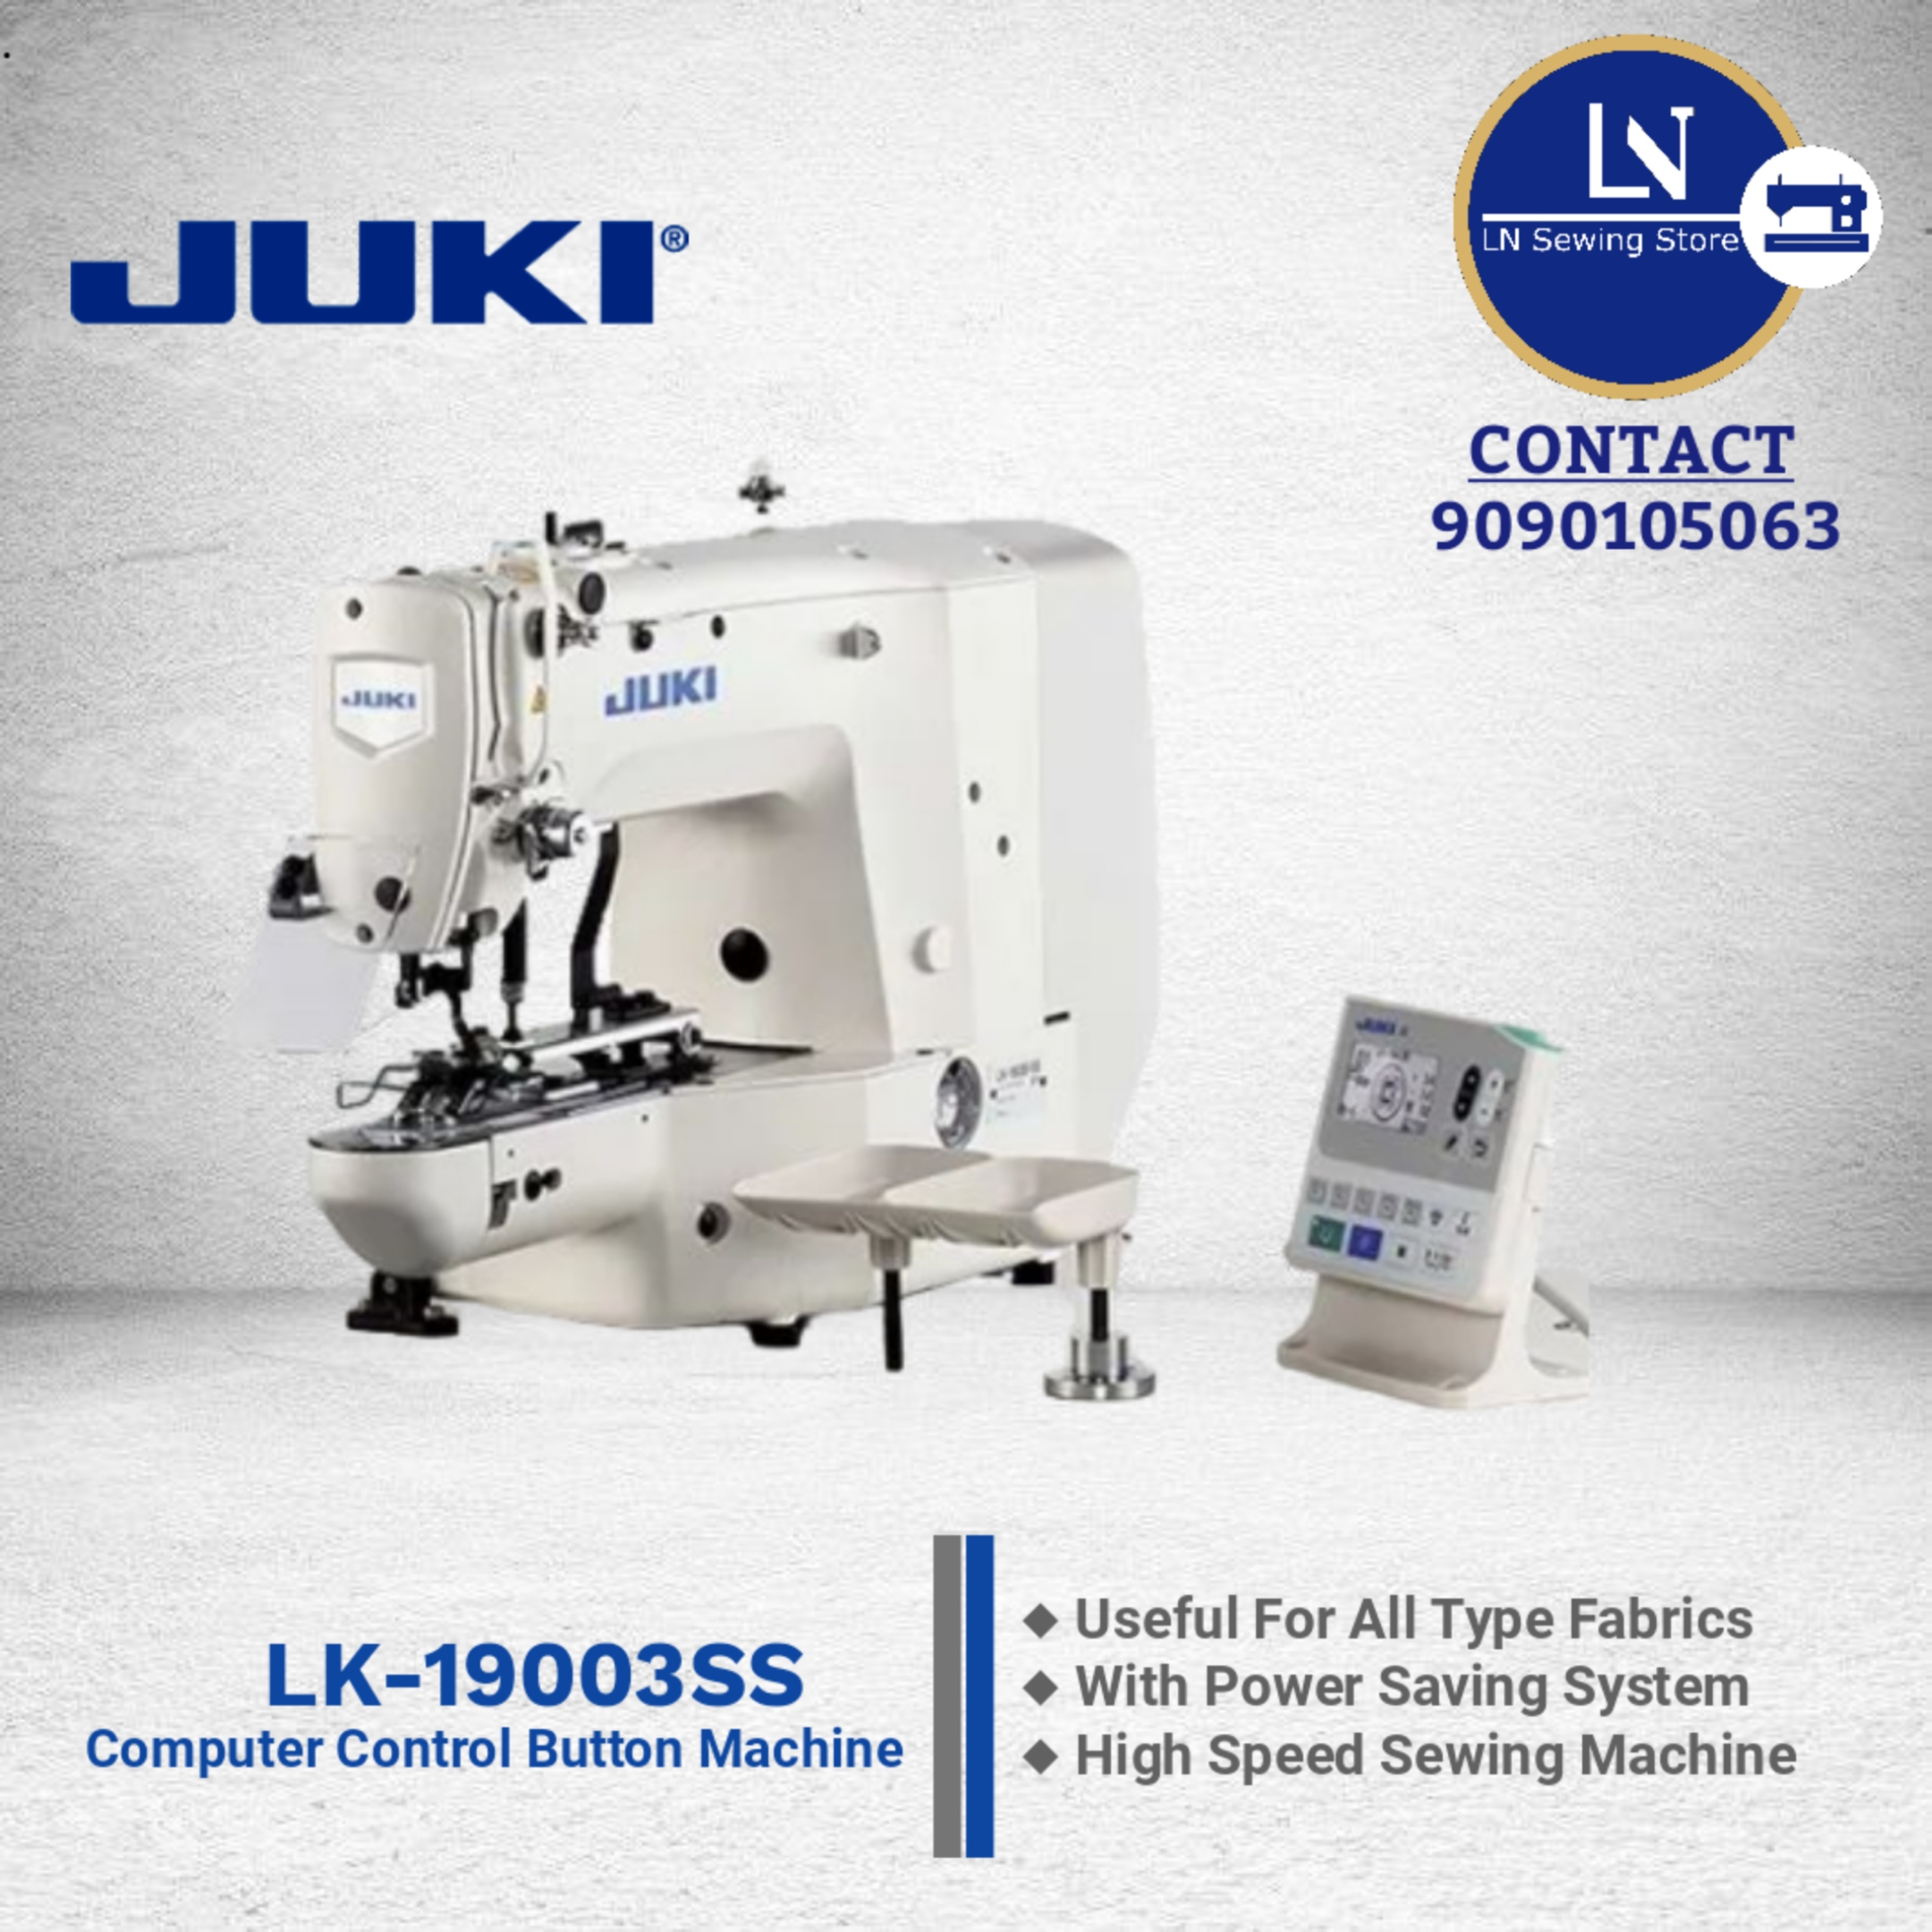 JUKI®
LN
LN Sewing Store
CONTACT
9090105063
JUKI
JUKI
JUKI
LK-19003SS
Computer Control Button Machine
◆ Useful For All Type Fabrics
◆ With Power Saving System
◆ High Speed Sewing Machine